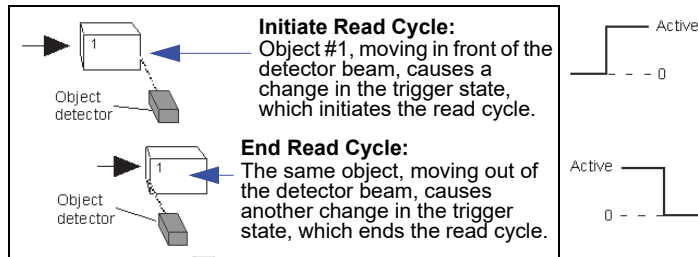 Initiate Read Cycle:
1
Object #1, moving in front of the
detector beam, causes a
change in the trigger state,
which initiates the read cycle.
Object
detector
Active
0
End Read Cycle:
1
The same object, moving out of
the detector beam, causes
another change in the trigger
state, which ends the read cycle.
Object
detector
Active
0